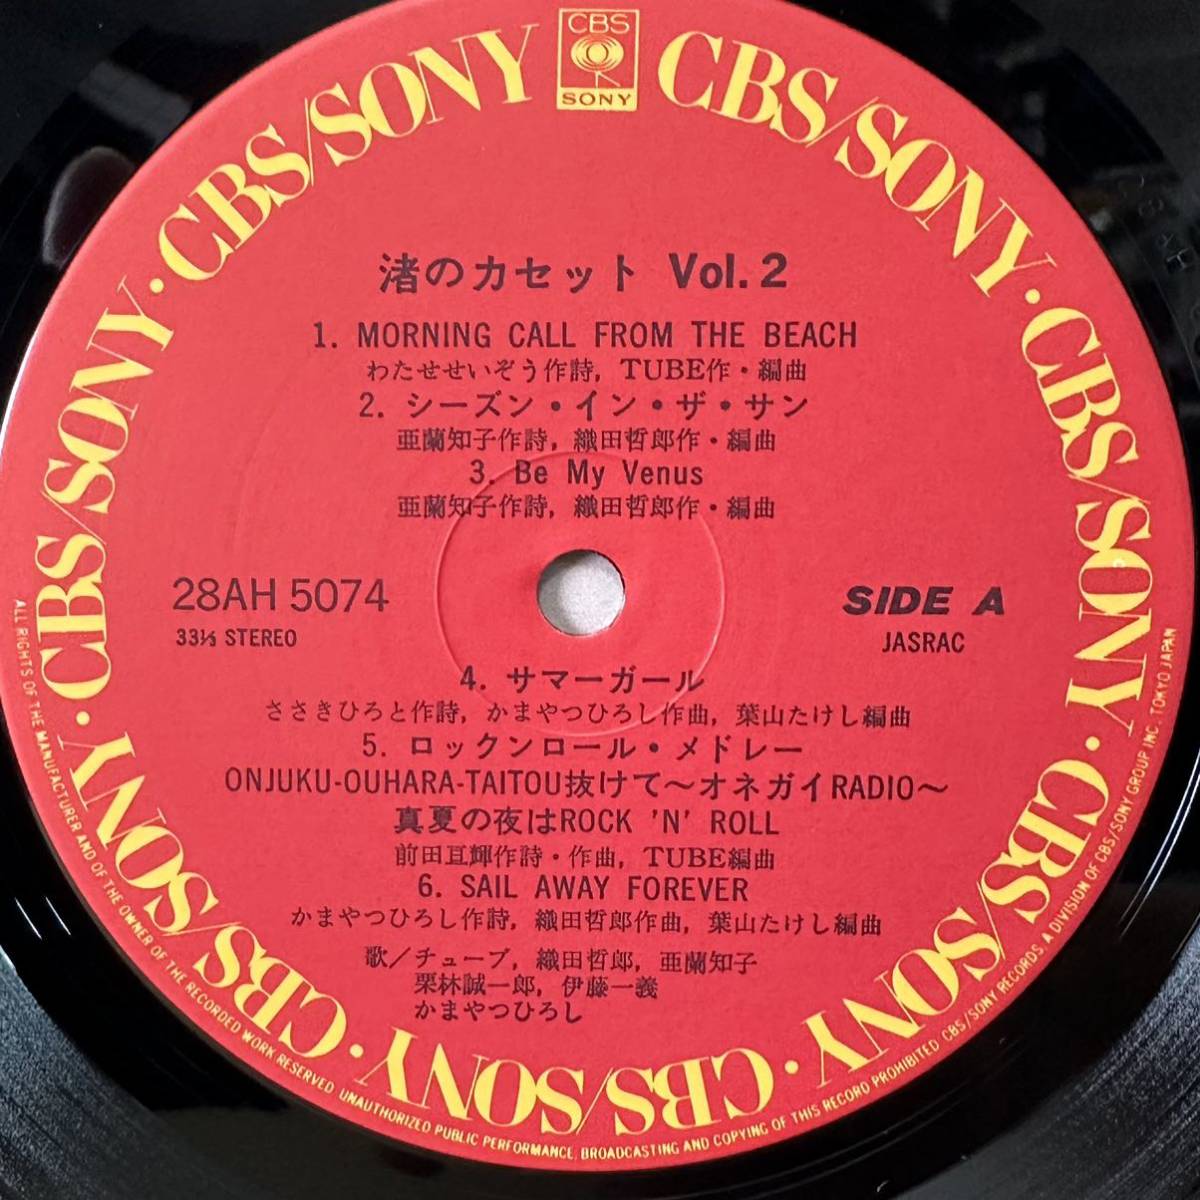 CBS
SONY
CBS/SONY · CBS/SONY · CBS/SONY · CBS/SONY · CBS/SONY · CBS/SONY · CBS/SONY · CBS/SONY
渚のカセット Vol.2
1. MORNING CALL FROM THE BEACH
わたせせいぞう作詩, TUBE作・編曲
2. シーズン・イン・ザ・サン
亜蘭知子作詩, 織田哲郎作・編曲
3. Be My Venus
亜蘭知子作詩, 織田哲郎作・編曲
28AH 5074
33⅓ STEREO
SIDE A
JASRAC
4. サマーガール
ささきひろと作詩, かまやつひろし作曲, 葉山たけし編曲
5. ロックンロール・メドレー
ONJUKU-OUHARA-TAITOU抜けて〜オネガイRADIO〜
真夏の夜はROCK 'N' ROLL
前田亘輝作詩・作曲, TUBE編曲
6. SAIL AWAY FOREVER
かまやつひろし作詩, 織田哲郎作曲, 葉山たけし編曲
歌／チューブ, 織田哲郎, 亜蘭知子
栗林誠一郎, 伊藤一義
かまやつひろし
ALL RIGHTS OF THE MANUFACTURER AND OF THE OWNER OF THE RECORDED WORK RESERVED. UNAUTHORIZED PUBLIC PERFORMANCE, BROADCASTING AND COPYING OF THIS RECORD PROHIBITED. CBS/SONY RECORDS, A DIVISION OF CBS/SONY GROUP INC. TOKYO JAPAN